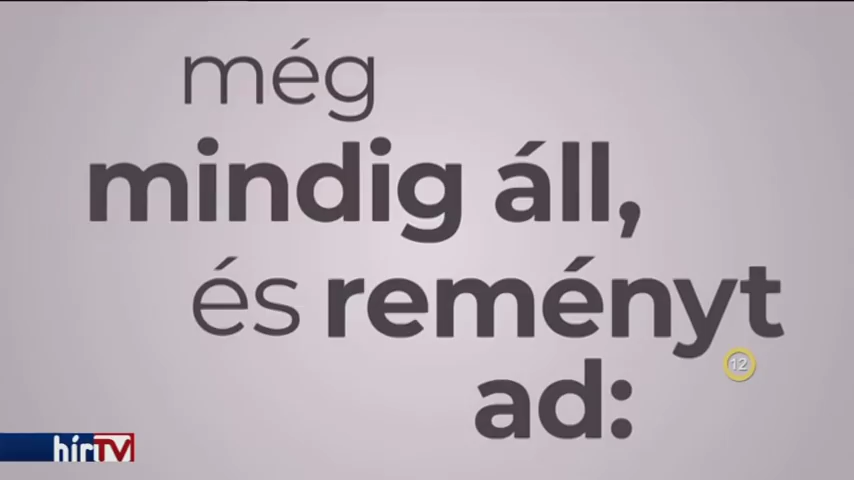 még
mindig áll,
és reményt
ad:
12
hírTV